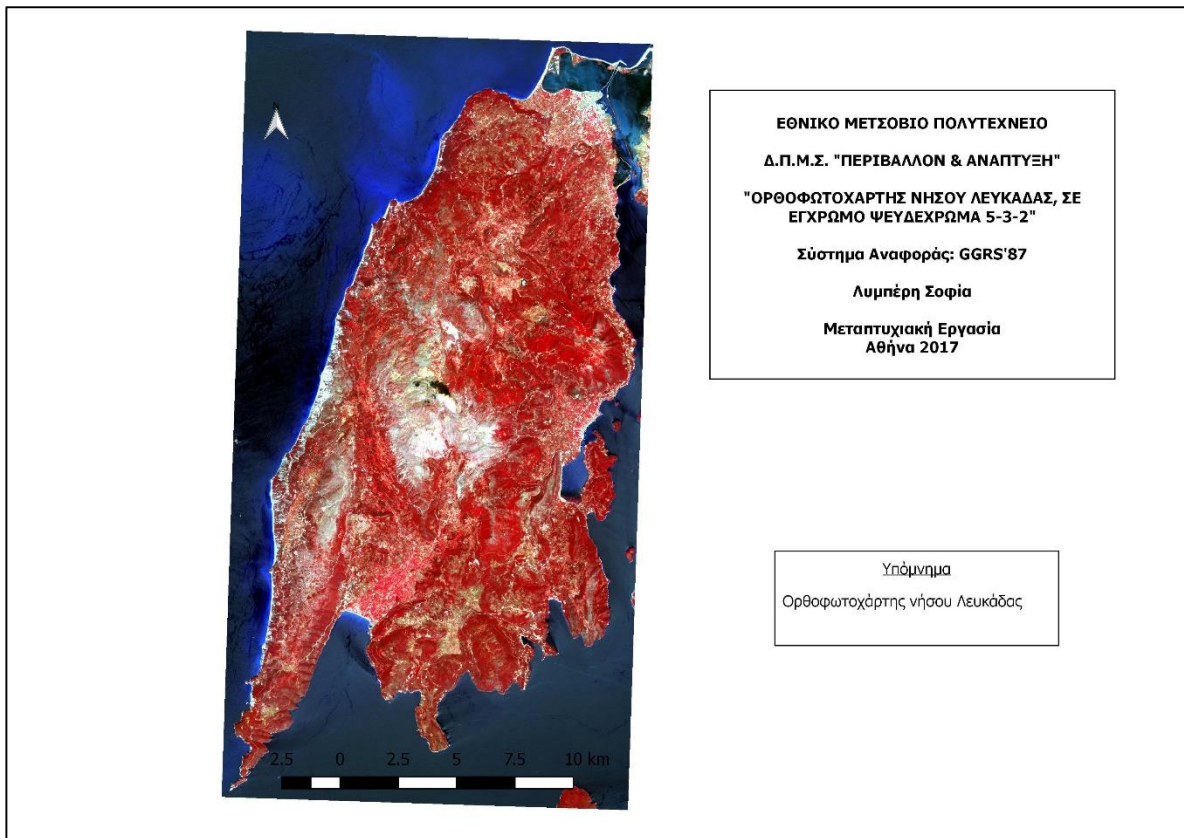 N
ΕΘΝΙΚΟ ΜΕΤΣΟΒΙΟ ΠΟΛΥΤΕΧΝΕΙΟ
Δ.Π.Μ.Σ. "ΠΕΡΙΒΑΛΛΟΝ & ΑΝΑΠΤΥΞΗ"
"ΟΡΘΟΦΩΤΟΧΑΡΤΗΣ ΝΗΣΟΥ ΛΕΥΚΑΔΑΣ, ΣΕ
ΕΓΧΡΩΜΟ ΨΕΥΔΕΧΡΩΜΑ 5-3-2"
Σύστημα Αναφοράς: GGRS'87
Λυμπέρη Σοφία
Μεταπτυχιακή Εργασία
Αθήνα 2017
Υπόμνημα
Ορθοφωτοχάρτης νήσου Λευκάδας
2.5 0 2.5 5 7.5 10 km